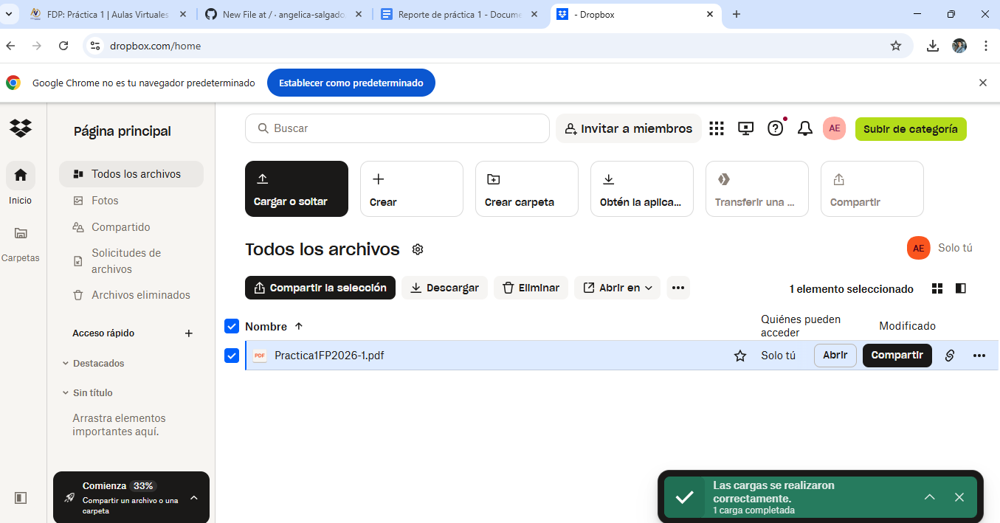 FDP: Práctica 1 | Aulas Virtuales
New File at / · angelica-salgado
Reporte de práctica 1 - Docume
- Dropbox
dropbox.com/home
Google Chrome no es tu navegador predeterminado
Establecer como predeterminado
Página principal
Buscar
Invitar a miembros
AE
Subir de categoría
Inicio
Carpetas
Todos los archivos
Fotos
Compartido
Solicitudes de
archivos
Archivos eliminados
Acceso rápido
Destacados
Sin título
Arrastra elementos
importantes aquí.
Comienza 33%
Compartir un archivo o una
carpeta
Cargar o soltar
Crear
Crear carpeta
Obtén la aplica...
Transferir una ...
Compartir
Todos los archivos
AE
Solo tú
Compartir la selección
Descargar
Eliminar
Abrir en
1 elemento seleccionado
Nombre
Quiénes pueden
acceder
Modificado
PDF
Practica1FP2026-1.pdf
Solo tú
Abrir
Compartir
Las cargas se realizaron
correctamente.
1 carga completada